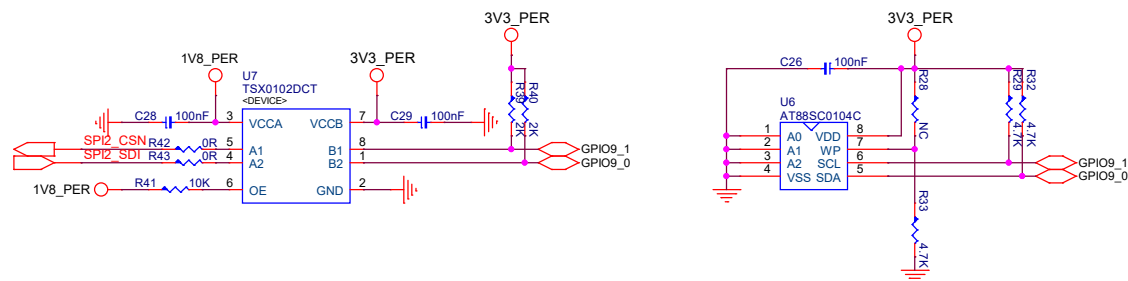 3V3_PER
1V8_PER
3V3_PER
U7
TSX0102DCT
<DEVICE>
C28
100nF
3
VCCA
VCCB
7
C29
100nF
R39
2K
R40
2K
SPI2_CSN
R42
0R
5
A1
B1
8
GPIO9_1
SPI2_SDI
R43
0R
4
A2
B2
1
GPIO9_0
1V8_PER
R41
10K
6
OE
GND
2
3V3_PER
C26
100nF
R28
NC
R29
4.7K
R32
4.7K
U6
AT88SC0104C
1
A0
VDD
8
2
A1
WP
7
3
A2
SCL
6
GPIO9_1
4
VSS
SDA
5
GPIO9_0
R33
4.7K